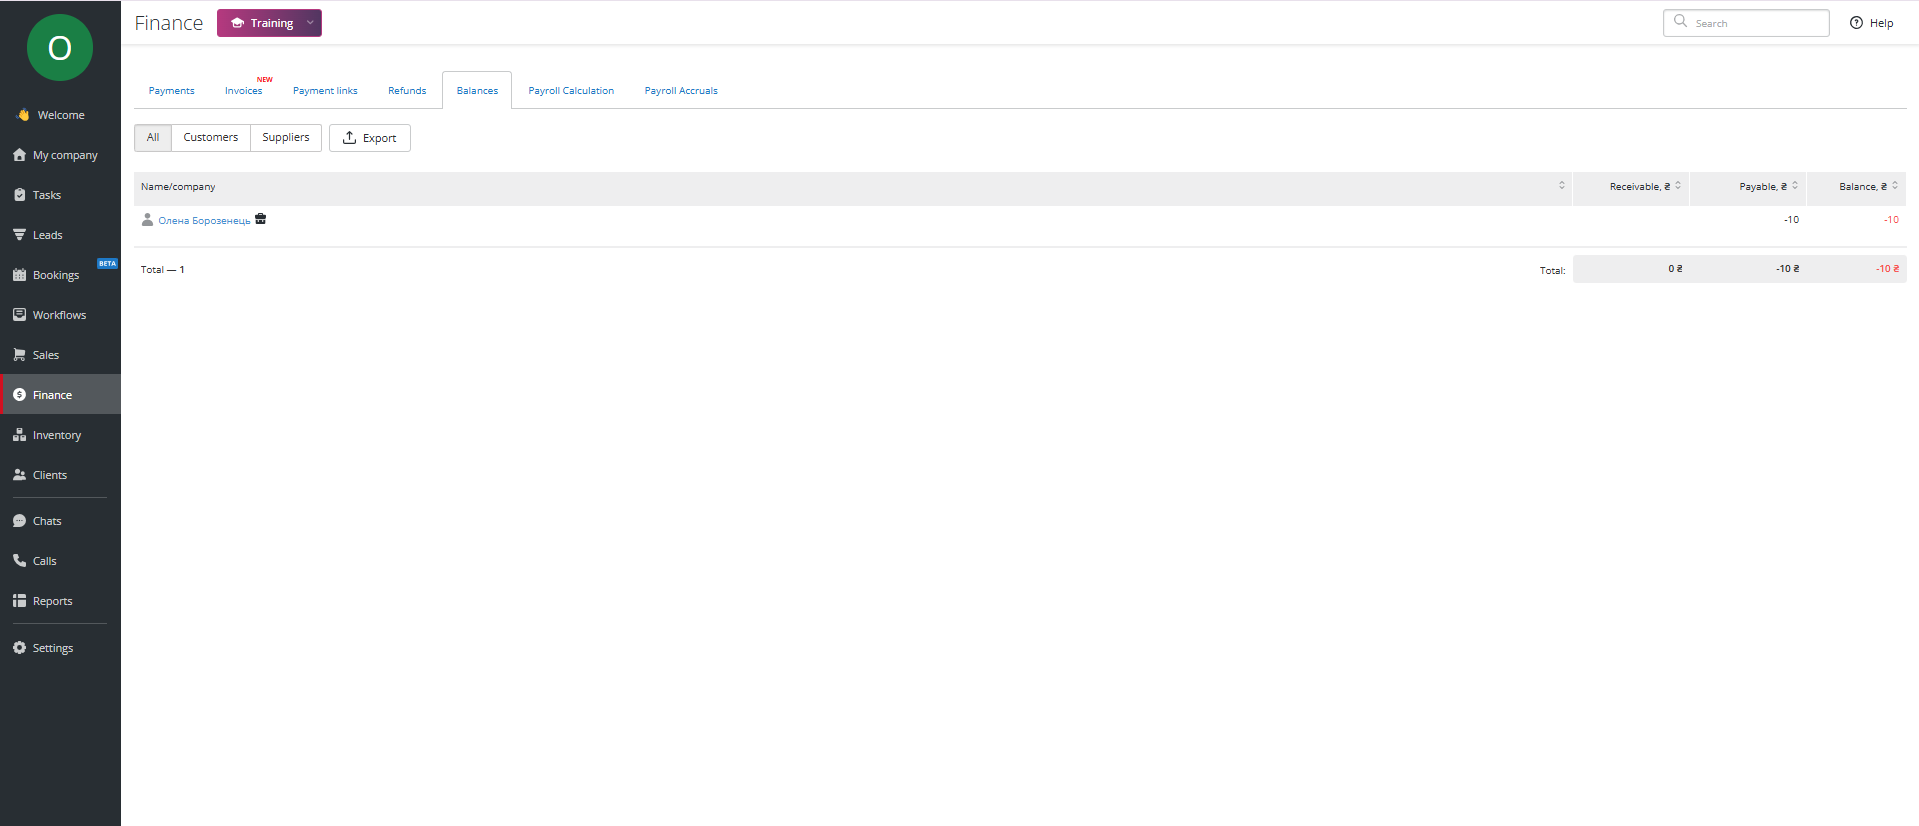 O
Finance
Training
Search
Help
Welcome
My company
Tasks
Leads
Bookings
BETA
Workflows
Sales
Finance
Inventory
Clients
Chats
Calls
Reports
Settings
Payments
Invoices
NEW
Payment links
Refunds
Balances
Payroll Calculation
Payroll Accruals
All
Customers
Suppliers
Export
Name/company
Receivable, ₴
Payable, ₴
Balance, ₴
Олена Борозенець
-10
-10
Total — 1
Total:
0 ₴
-10 ₴
-10 ₴